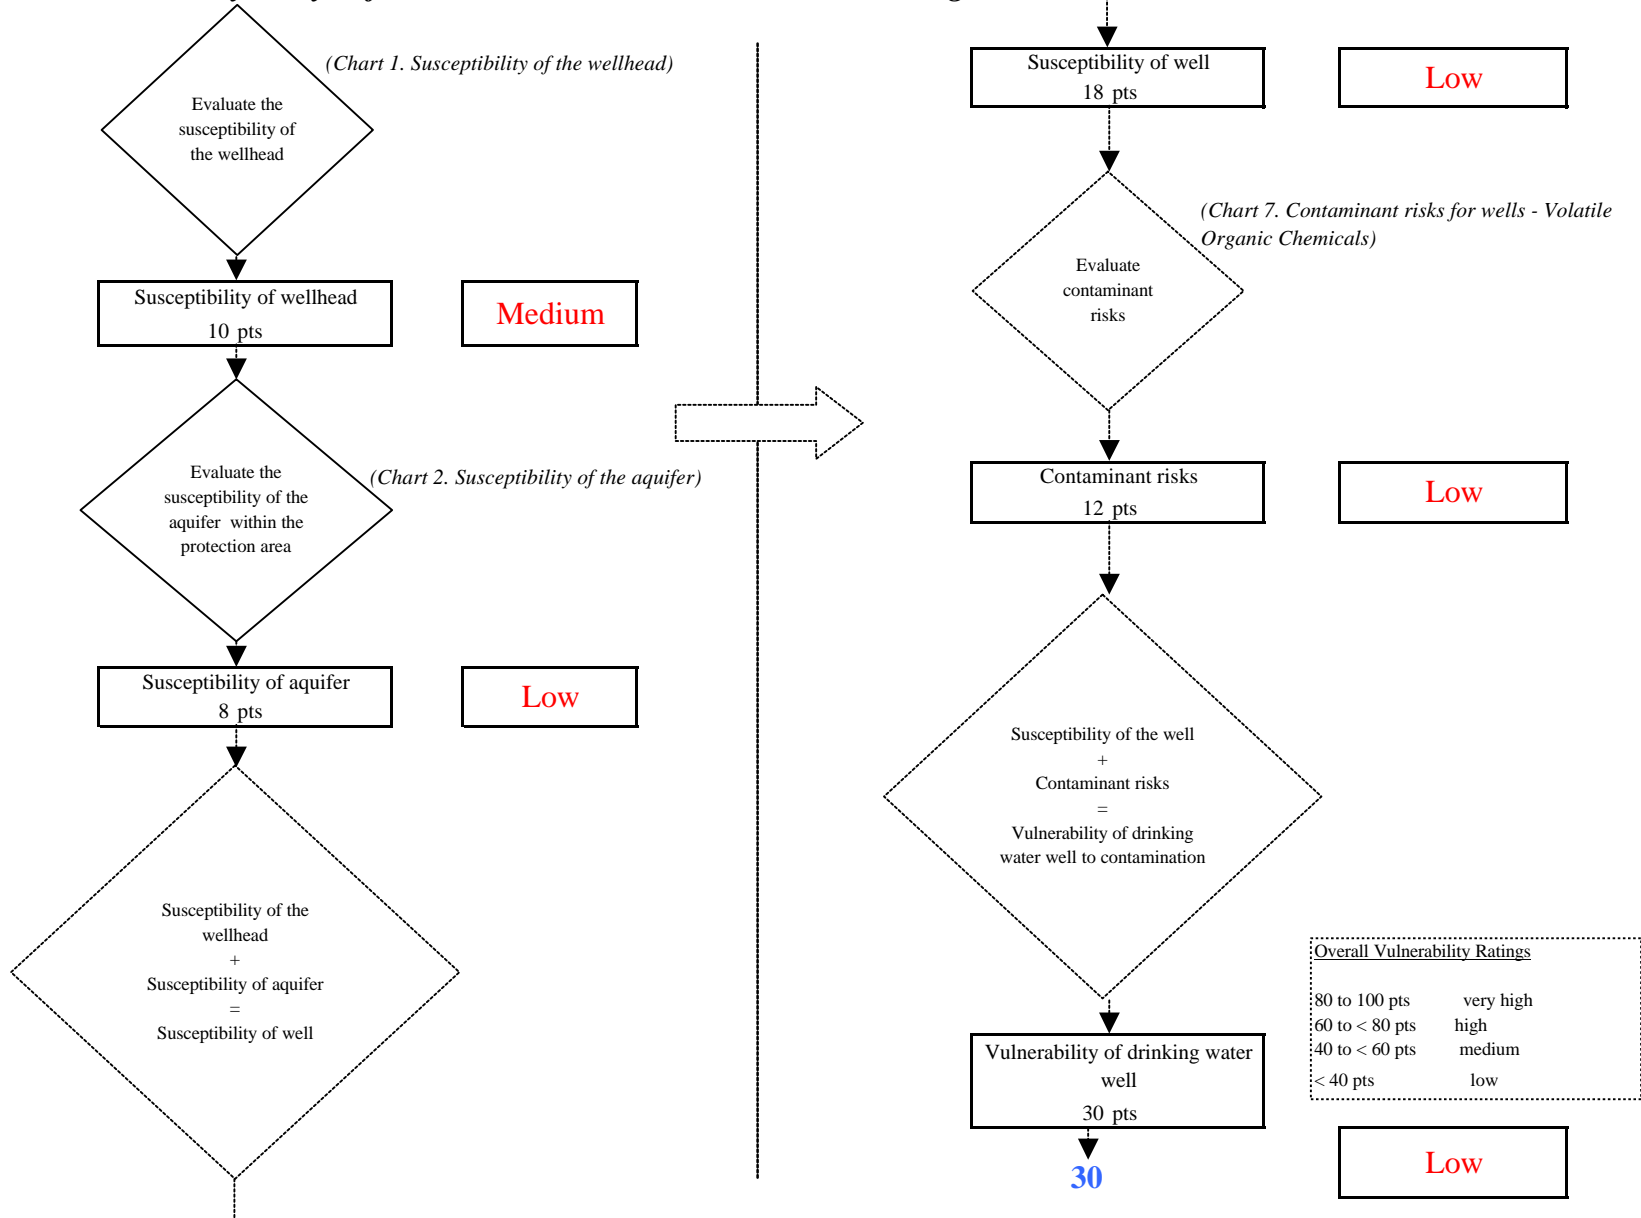 (Chart 1. Susceptibility of the wellhead)
Evaluate the
susceptibility of
the wellhead
Susceptibility of wellhead
10 pts
Medium
(Chart 2. Susceptibility of the aquifer)
Evaluate the
susceptibility of the
aquifer within the
protection area
Susceptibility of aquifer
8 pts
Low
Susceptibility of the
wellhead
+
Susceptibility of aquifer
=
Susceptibility of well
Susceptibility of well
18 pts
Low
(Chart 7. Contaminant risks for wells - Volatile
Organic Chemicals)
Evaluate
contaminant
risks
Contaminant risks
12 pts
Low
Susceptibility of the well
+
Contaminant risks
=
Vulnerability of drinking
water well to contamination
Overall Vulnerability Ratings
80 to 100 pts very high
60 to < 80 pts high
40 to < 60 pts medium
< 40 pts low
Vulnerability of drinking water
well
30 pts
30
Low